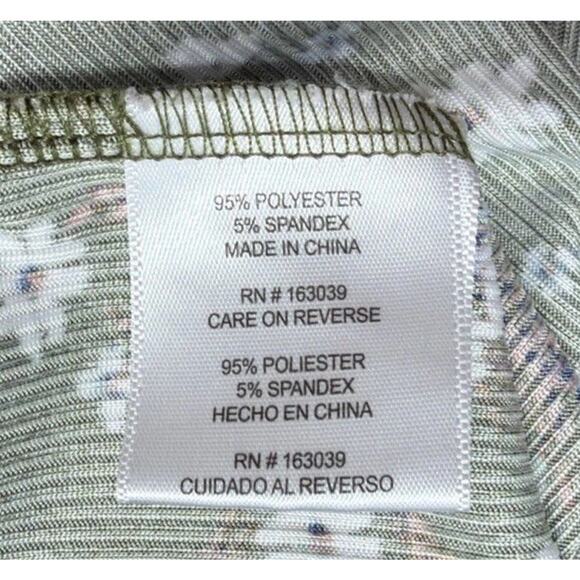 95% POLYESTER
5% SPANDEX
MADE IN CHINA
RN # 163039
CARE ON REVERSE
95% POLIESTER
5% SPANDEX
HECHO EN CHINA
RN # 163039
CUIDADO AL REVERSO